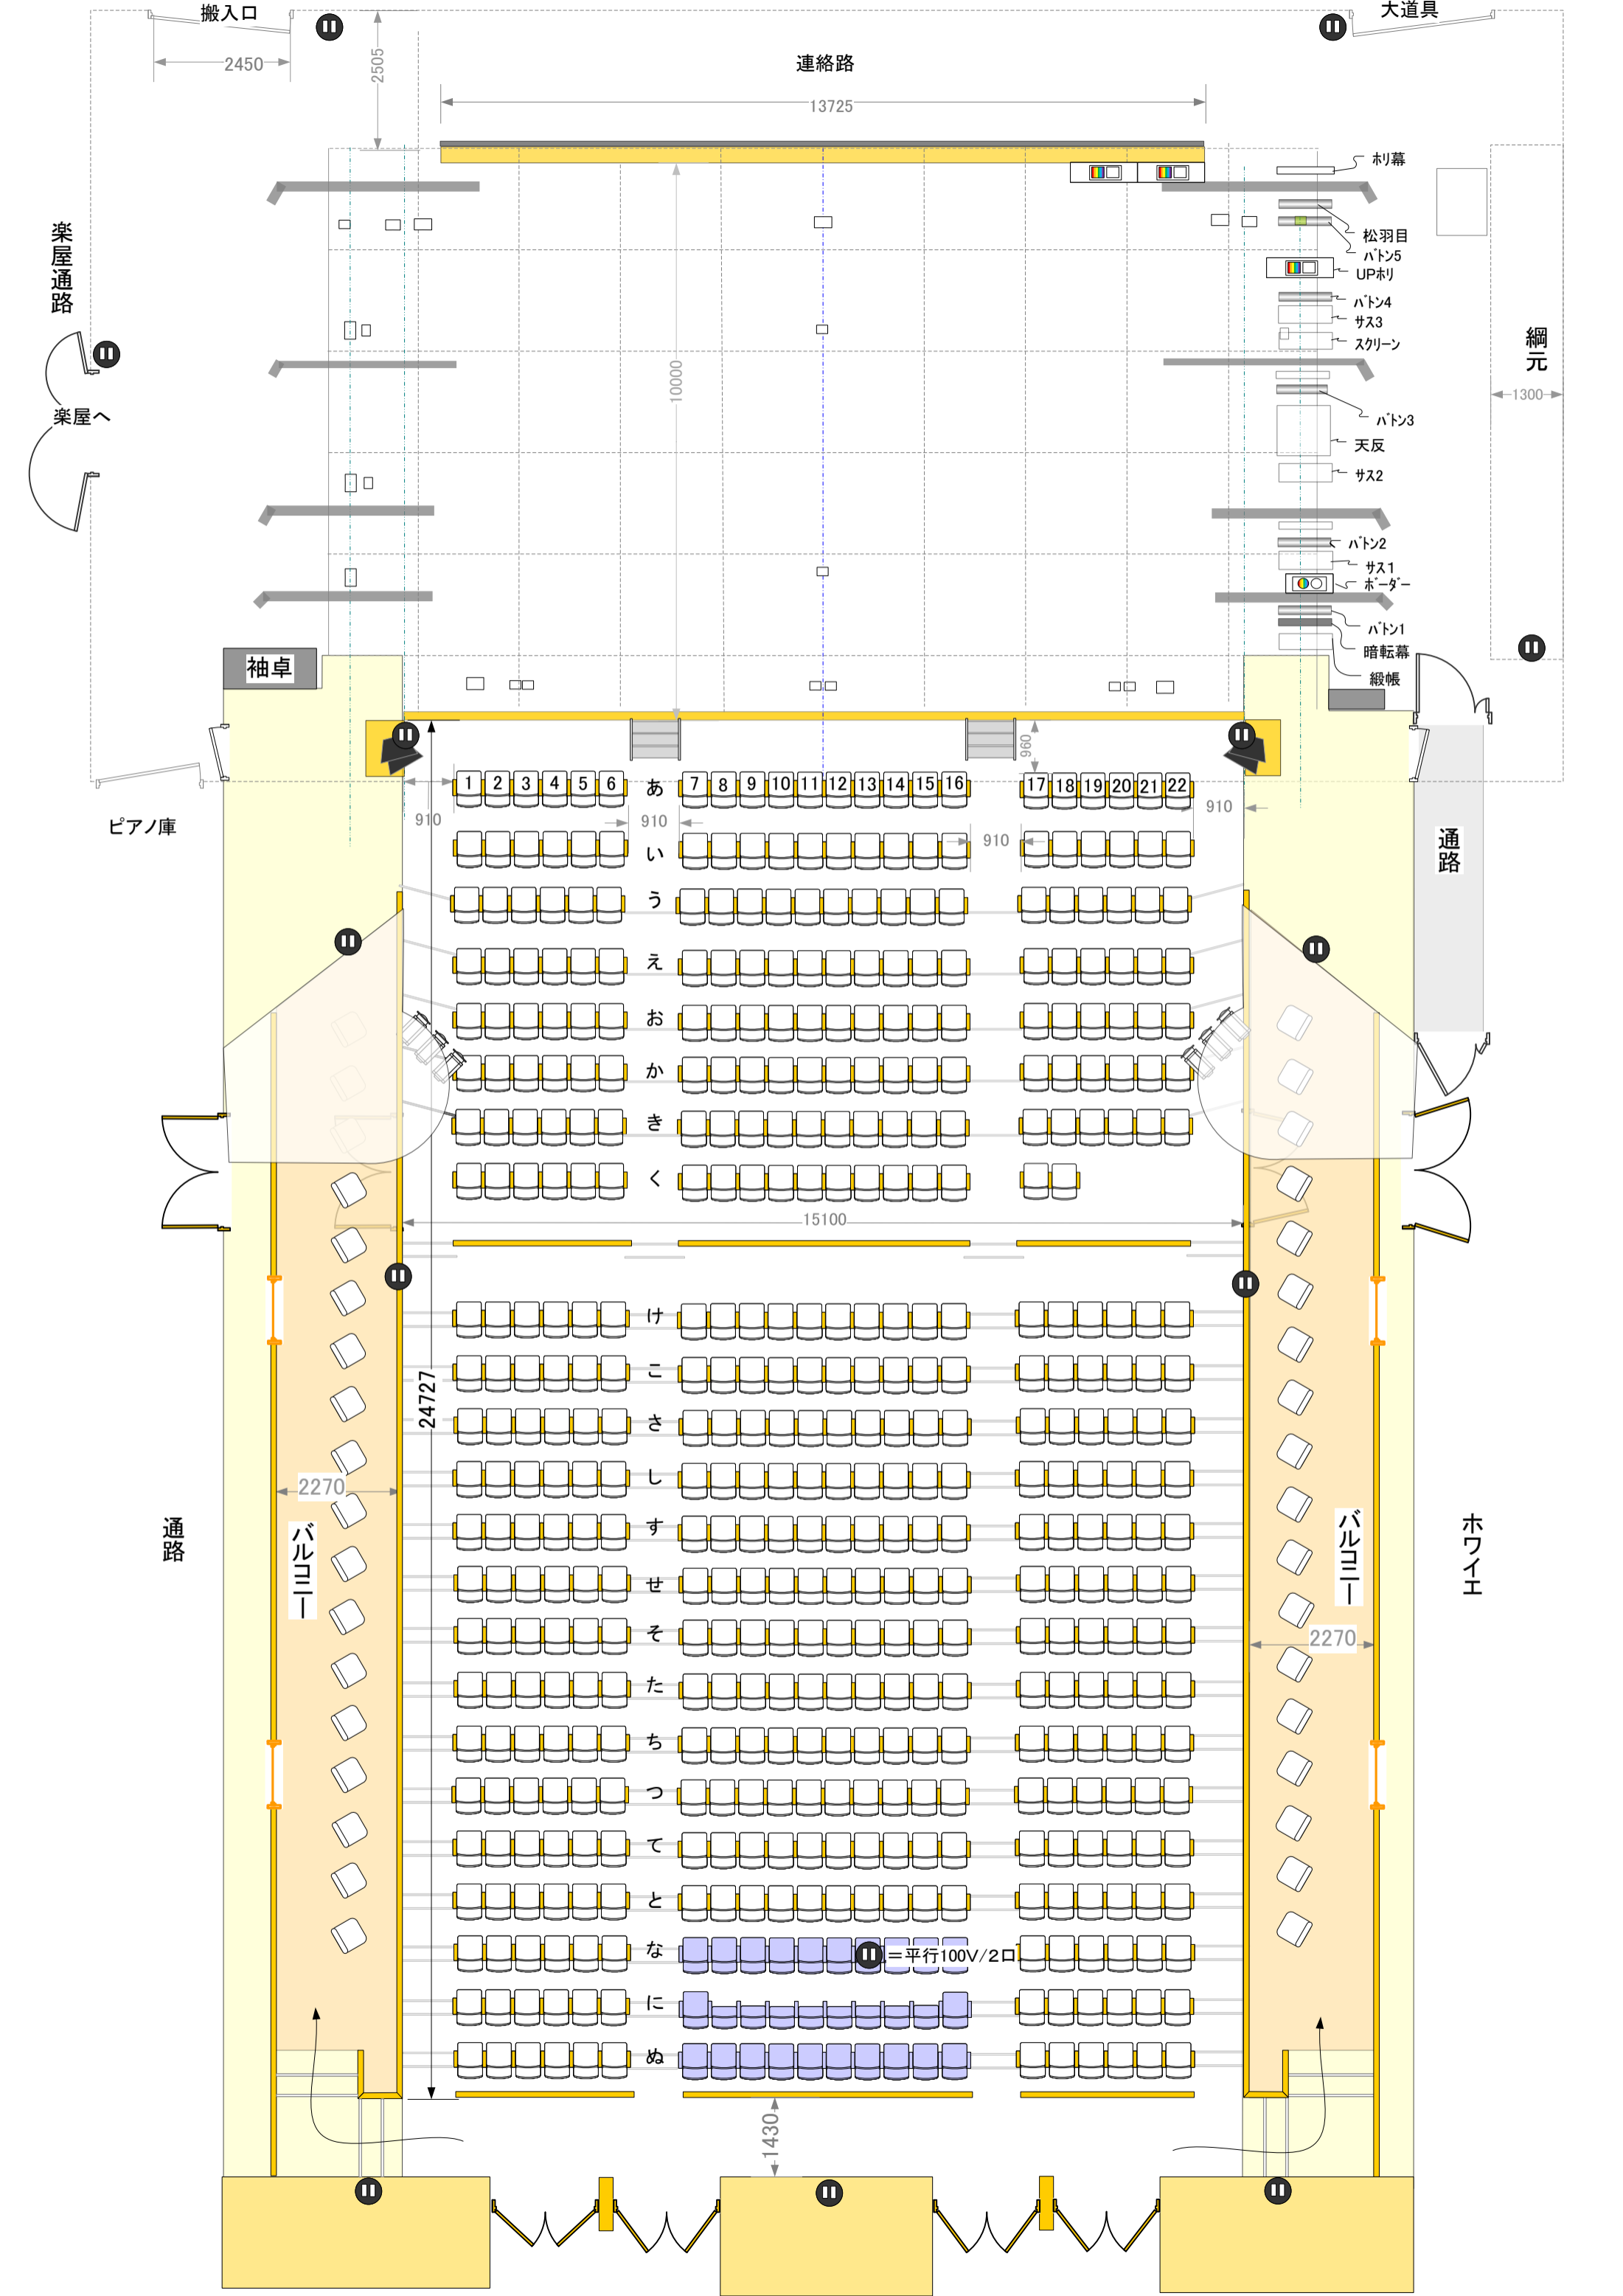 搬入口
大道具
2450
2505
連絡路
13725
ホリ幕
楽屋通路
松羽目
バトン5
UPホリ
バトン4
サス3
スクリーン
綱元
10000
1300
楽屋へ
バトン3
天反
サス2
バトン2
サス1
ボーダー
バトン1
暗転幕
緞帳
袖卓
960
1 2 3 4 5 6 あ 7 8 9 10 11 12 13 14 15 16 17 18 19 20 21 22
910
910
910
910
ピアノ庫
通路
い
う
え
お
か
き
く
15100
け
こ
24727
さ
し
2270
す
バルコニー
バルコニー
通路
ホワイエ
せ
そ
2270
た
ち
つ
て
と
な
=平行100V/2口
に
ぬ
1430